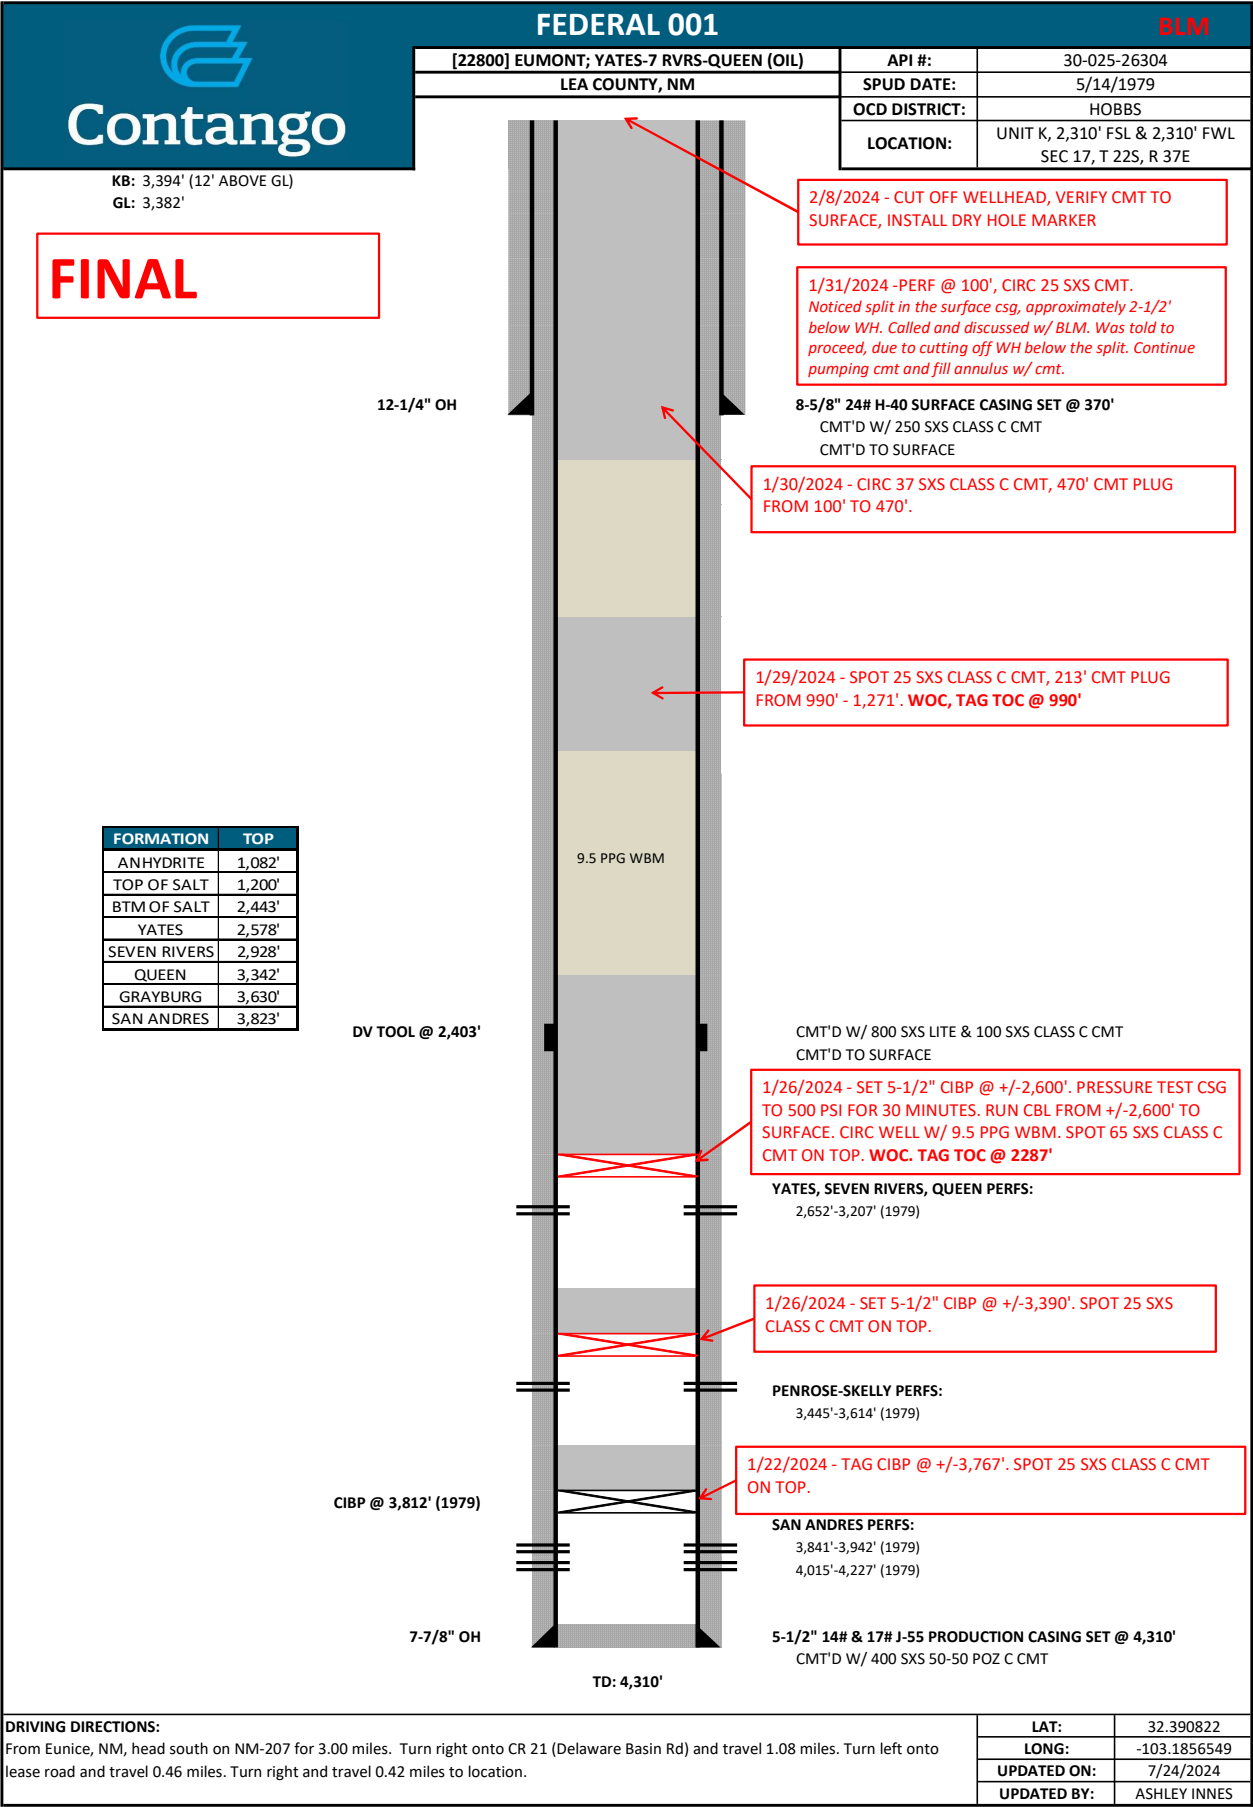 FEDERAL 001
BLM
Contango
[22800] EUMONT; YATES-7 RVRS-QUEEN (OIL)
LEA COUNTY, NM
API #: 30-025-26304
SPUD DATE: 5/14/1979
OCD DISTRICT: HOBBS
LOCATION: UNIT K, 2,310' FSL & 2,310' FWL
SEC 17, T 22S, R 37E
KB: 3,394' (12' ABOVE GL)
GL: 3,382'
FINAL
2/8/2024 - CUT OFF WELLHEAD, VERIFY CMT TO
SURFACE, INSTALL DRY HOLE MARKER
1/31/2024 -PERF @ 100', CIRC 25 SXS CMT.
Noticed split in the surface csg, approximately 2-1/2'
below WH. Called and discussed w/ BLM. Was told to
proceed, due to cutting off WH below the split. Continue
pumping cmt and fill annulus w/ cmt.
12-1/4" OH
8-5/8" 24# H-40 SURFACE CASING SET @ 370'
CMT'D W/ 250 SXS CLASS C CMT
CMT'D TO SURFACE
1/30/2024 - CIRC 37 SXS CLASS C CMT, 470' CMT PLUG
FROM 100' TO 470'.
1/29/2024 - SPOT 25 SXS CLASS C CMT, 213' CMT PLUG
FROM 990' - 1,271'. WOC, TAG TOC @ 990'
9.5 PPG WBM
FORMATION TOP
ANHYDRITE 1,082'
TOP OF SALT 1,200'
BTM OF SALT 2,443'
YATES 2,578'
SEVEN RIVERS 2,928'
QUEEN 3,342'
GRAYBURG 3,630'
SAN ANDRES 3,823'
DV TOOL @ 2,403'
CMT'D W/ 800 SXS LITE & 100 SXS CLASS C CMT
CMT'D TO SURFACE
1/26/2024 - SET 5-1/2" CIBP @ +/-2,600'. PRESSURE TEST CSG
TO 500 PSI FOR 30 MINUTES. RUN CBL FROM +/-2,600' TO
SURFACE. CIRC WELL W/ 9.5 PPG WBM. SPOT 65 SXS CLASS C
CMT ON TOP. WOC. TAG TOC @ 2287'
YATES, SEVEN RIVERS, QUEEN PERFS:
2,652'-3,207' (1979)
1/26/2024 - SET 5-1/2" CIBP @ +/-3,390'. SPOT 25 SXS
CLASS C CMT ON TOP.
PENROSE-SKELLY PERFS:
3,445'-3,614' (1979)
1/22/2024 - TAG CIBP @ +/-3,767'. SPOT 25 SXS CLASS C CMT
ON TOP.
CIBP @ 3,812' (1979)
SAN ANDRES PERFS:
3,841'-3,942' (1979)
4,015'-4,227' (1979)
7-7/8" OH
5-1/2" 14# & 17# J-55 PRODUCTION CASING SET @ 4,310'
CMT'D W/ 400 SXS 50-50 POZ C CMT
TD: 4,310'
DRIVING DIRECTIONS:
From Eunice, NM, head south on NM-207 for 3.00 miles. Turn right onto CR 21 (Delaware Basin Rd) and travel 1.08 miles. Turn left onto
lease road and travel 0.46 miles. Turn right and travel 0.42 miles to location.
LAT: 32.390822
LONG: -103.1856549
UPDATED ON: 7/24/2024
UPDATED BY: ASHLEY INNES